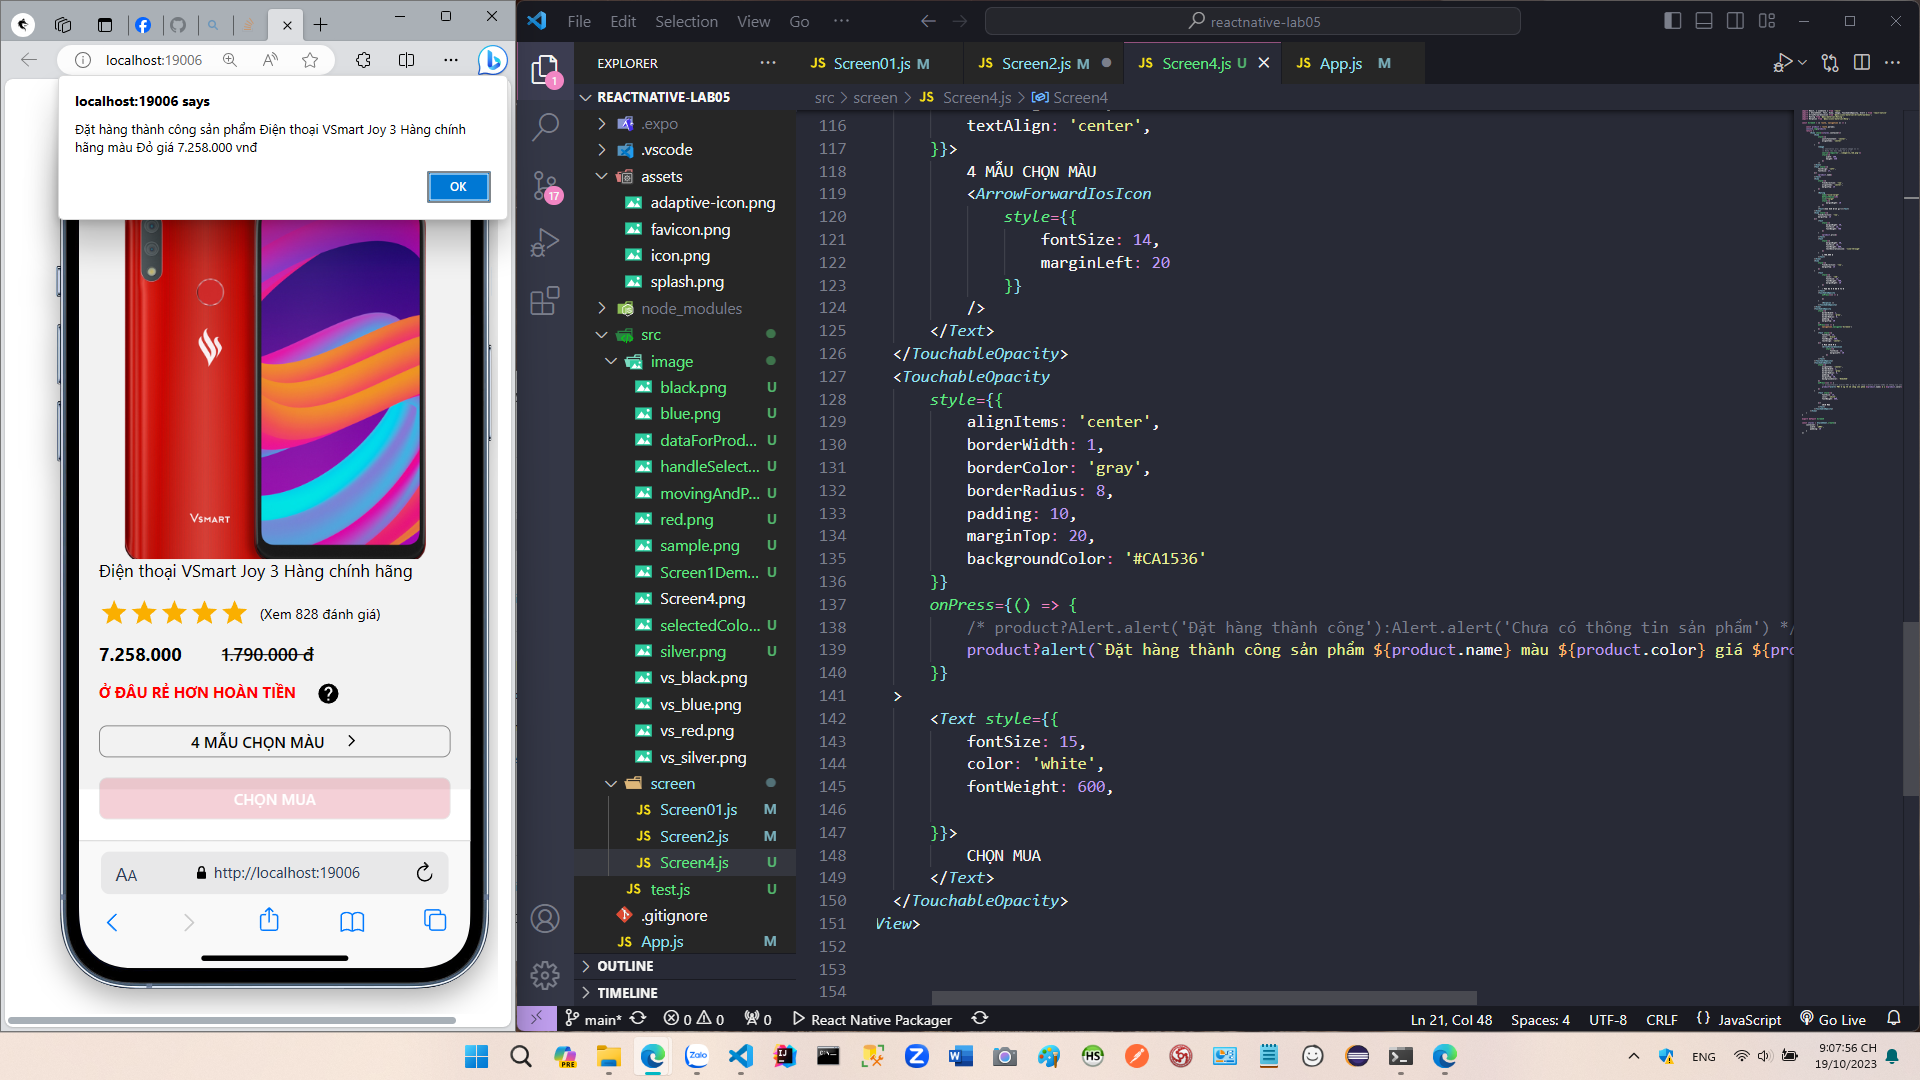 localhost:19006
localhost:19006 says
Đặt hàng thành công sản phẩm Điện thoại VSmart Joy 3 Hàng chính
hãng màu Đỏ giá 7.258.000 vnđ
OK
VSMART
Điện thoại VSmart Joy 3 Hàng chính hãng
(Xem 828 đánh giá)
7.258.000 1.790.000 đ
Ở ĐÂU RẺ HƠN HOÀN TIỀN ?
4 MẪU CHỌN MÀU
CHỌN MUA
AA http://localhost:19006
File Edit Selection View Go ···
reactnative-lab05
EXPLORER
Screen01.js M
Screen2.js M
Screen4.js U
App.js M
REACTNATIVE-LAB05
src > screen > JS Screen4.js > Screen4
1
17
.expo
.vscode
assets
adaptive-icon.png
favicon.png
icon.png
splash.png
node_modules
src
image
black.png U
blue.png U
dataForProd... U
handleSelect... U
movingAndP... U
red.png U
sample.png U
Screen1Dem... U
Screen4.png
selectedColo... U
silver.png U
vs_black.png
vs_blue.png
vs_red.png
vs_silver.png
screen
JS Screen01.js M
JS Screen2.js M
JS Screen4.js U
JS test.js U
.gitignore
JS App.js M
OUTLINE
TIMELINE
116 textAlign: 'center',
117 }}>
118 4 MẪU CHỌN MÀU
119 <ArrowForwardIosIcon
120 style={{
121 fontSize: 14,
122 marginLeft: 20
123 }}
124 />
125 </Text>
126 </TouchableOpacity>
127 <TouchableOpacity
128 style={{
129 alignItems: 'center',
130 borderWidth: 1,
131 borderColor: 'gray',
132 borderRadius: 8,
133 padding: 10,
134 marginTop: 20,
135 backgroundColor: '#CA1536'
136 }}
137 onPress={() => {
138 /* product?Alert.alert('Đặt hàng thành công'):Alert.alert('Chưa có thông tin sản phẩm') */
139 product?alert(`Đặt hàng thành công sản phẩm ${product.name} màu ${product.color} giá ${pro
140 }}
141 >
142 <Text style={{
143 fontSize: 15,
144 color: 'white',
145 fontWeight: 600,
146
147 }}>
148 CHỌN MUA
149 </Text>
150 </TouchableOpacity>
151 View>
152
153
154
main* 0 0 0 React Native Packager
Ln 21, Col 48 Spaces: 4 UTF-8 CRLF {} JavaScript Go Live
PRE Zalo HS
ENG
9:07:56 CH
19/10/2023